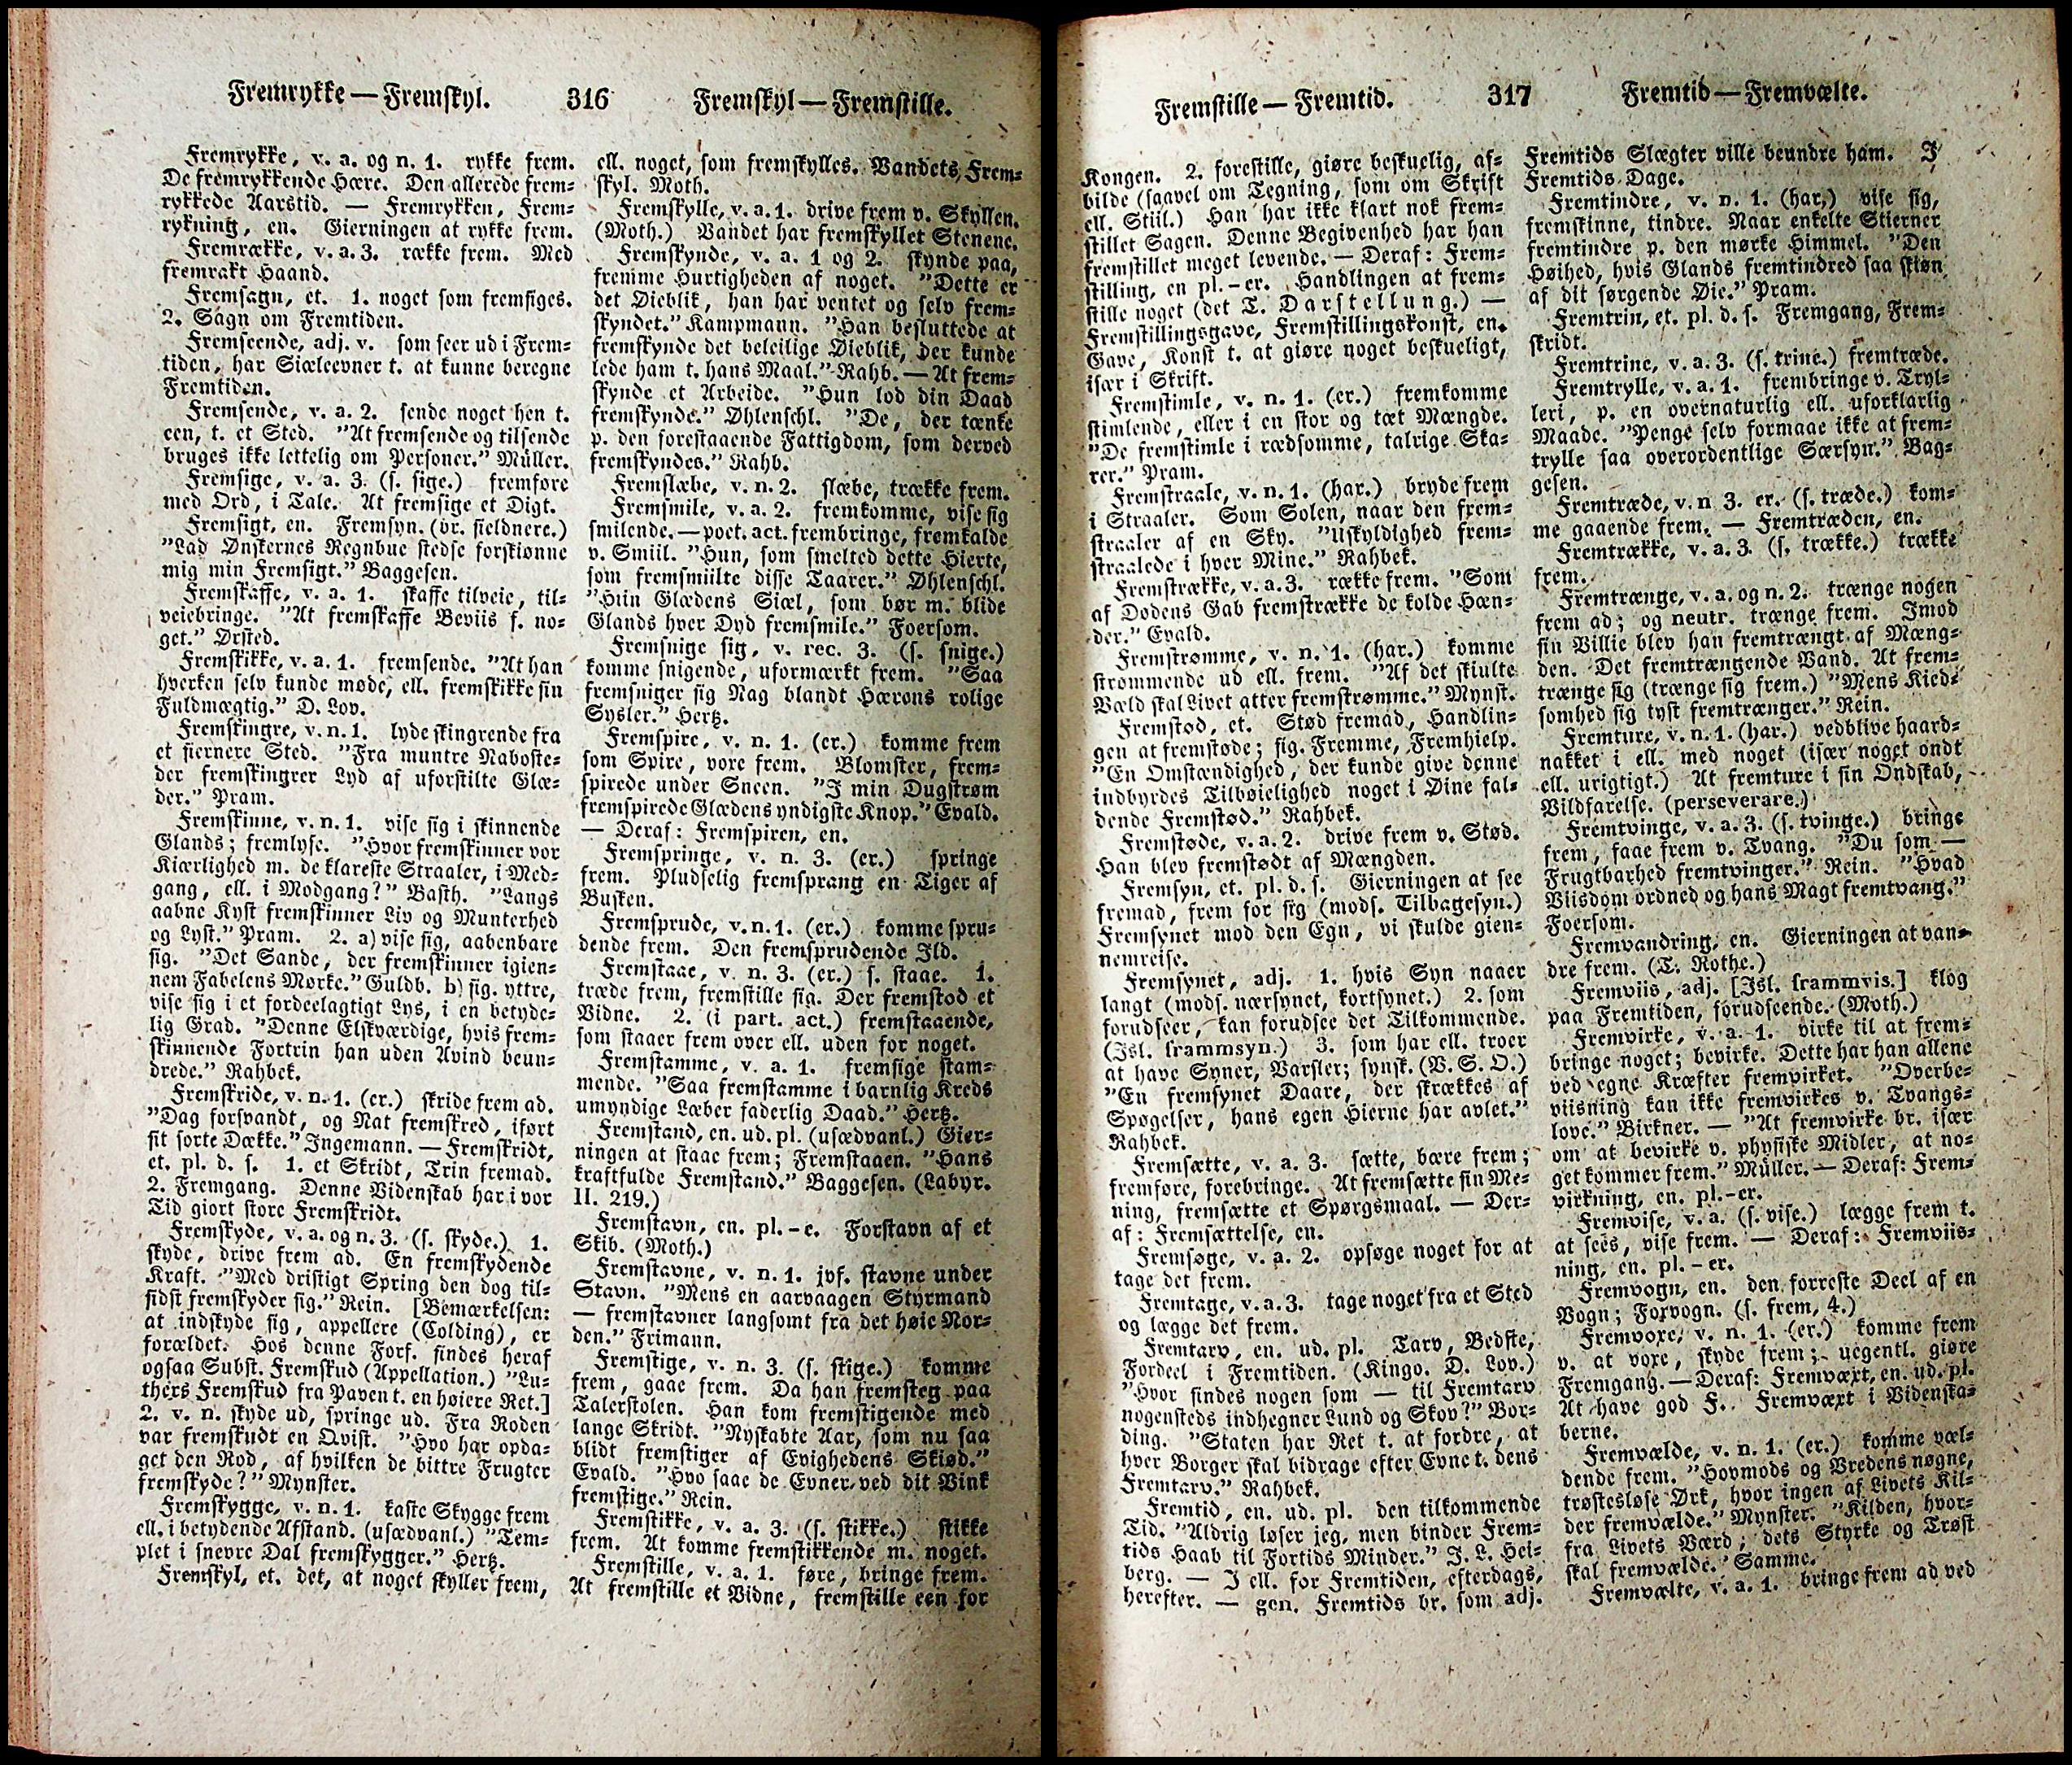 Fremrykke — Fremskyl. 316 Fremskyl — Fremstille.
Fremrykke, v. a. og n. 1. rykke frem.
De fremrykkende Hære. Den allerede frem-
rykkede Aarstid. — Fremrykken, Frem-
rykning, en. Gierningen at rykke frem.
Fremrække, v. a. 3. række frem. Med
fremrakt Haand.
Fremsagn, et. 1. noget som fremsiges.
2. Sagn om Fremtiden.
Fremseende, adj. v. som seer ud i Frem-
tiden, har Siæleevner t. at kunne beregne
Fremtiden.
Fremsende, v. a. 2. sende noget hen t.
een, t. et Sted. "At fremsende og tilsende
bruges ikke lettelig om Personer." Müller.
Fremsige, v. a. 3. (s. sige.) fremføre
med Ord, i Tale. At fremsige et Digt.
Fremsigt, en. Fremsyn. (br. sieldnere.)
"Lad Ønskernes Regnbue stedse forskiønne
mig min Fremsigt." Baggesen.
Fremskaffe, v. a. 1. skaffe tilveie, til-
veiebringe. "At fremskaffe Beviis f. no-
get." Ørsted.
Fremskikke, v. a. 1. fremsende. "At han
hverken selv kunde møde, ell. fremskikke sin
Fuldmægtig." D. Lov.
Fremskingre, v. n. 1. lyde skingrende fra
et fiernere Sted. "Fra muntre Naboste-
der fremskingrer Lyd af uforstilte Glæ-
der." Pram.
Fremskinne, v. n. 1. vise sig i skinnende
Glands; fremlyse. "Hvor fremskinner vor
Kiærlighed m. de klareste Straaler, i Med-
gang, ell. i Modgang?" Basth. "Langs
aabne Kyst fremskinner Liv og Munterhed
og Lyst." Pram. 2. a) vise sig, aabenbare
sig. "Det Sande, der fremskinner igien-
nem Fabelens Mørke." Guldb. b) fig. yttre,
vise sig i et fordeelagtigt Lys, i en betyde-
lig Grad. "Denne Elskværdige, hvis frem-
skinnende Fortrin han uden Avind beun-
drede." Rahbek.
Fremskride, v. n. 1. (er.) skride frem ad.
"Dag forsvandt, og Nat fremskred, iført
sit sorte Dække." Ingemann. — Fremskridt,
et. pl. d. s. 1. et Skridt, Trin fremad.
2. Fremgang. Denne Videnskab har i vor
Tid giort store Fremskridt.
Fremskyde, v. a. og n. 3. (s. skyde.) 1.
skyde, drive frem ad. En fremskydende
Kraft. "Med dristigt Spring den dog til-
sidst fremskyder sig." Rein. [Bemærkelsen:
at indskyde sig, appellere (Colding), er
forældet. Hos denne Forf. findes heraf
ogsaa Subst. Fremskud (Appellation.) "Lu-
thers Fremskud fra Paven t. en høiere Ret.]
2. v. n. skyde ud, springe ud. Fra Roden
var fremskudt en Qvist. "Hvo har opda-
get den Rod, af hvilken de bittre Frugter
fremskyde?" Mynster.
Fremskygge, v. n. 1. kaste Skygge frem
ell. i betydende Afstand. (usædvanl.) "Tem-
plet i snevre Dal fremskygger." Hertz.
Fremskyl, et. det, at noget skyller frem,
ell. noget, som fremskylles. Vandets Frem-
skyl. Moth.
Fremskylle, v. a. 1. drive frem v. Skyllen.
(Moth.) Vandet har fremskyllet Stenene.
Fremskynde, v. a. 1 og 2. skynde paa,
fremme Hurtigheden af noget. "Dette er
det Øieblik, han har ventet og selv frem-
skyndet." Kampmann. "Han besluttede at
fremskynde det beleilige Øieblik, der kunde
lede ham t. hans Maal." Rahb. — At frem-
skynde et Arbeide. "Hun lod din Daad
fremskynde." Øhlenschl. "De, der tænke
p. den forestaaende Fattigdom, som derved
fremskyndes." Rahb.
Fremslæbe, v. n. 2. slæbe, trække frem.
Fremsmile, v. a. 2. fremkomme, vise sig
smilende. — poet. act. frembringe, fremkalde
v. Smiil. "Hun, som smelted dette Hierte,
som fremsmiilte disse Taarer." Øhlenschl.
"Hiin Glædens Siæl, som bør m. blide
Glands hver Dyd fremsmile." Foersom.
Fremsnige sig, v. rec. 3. (s. snige.)
komme snigende, uformærkt frem. "Saa
fremsniger sig Nag blandt Hærens rolige
Sysler." Hertz.
Fremspire, v. n. 1. (er.) komme frem
som Spire, vore frem. Blomster, frem-
spirede under Sneen. "I min Dugstrøm
fremspirede Glædens yndigste Knop." Evald.
— Deraf: Fremspiren, en.
Fremspringe, v. n. 3. (er.) springe
frem. Pludselig fremsprang en Tiger af
Busken.
Fremsprude, v. n. 1. (er.) komme spru-
dende frem. Den fremsprudende Ild.
Fremstaae, v. n. 3. (er.) s. staae. 1.
træde frem, fremstille sig. Der fremstod et
Vidne. 2. (i part. act.) fremstaaende,
som staaer frem over ell. uden for noget.
Fremstamme, v. a. 1. fremsige stam-
mende. "Saa fremstamme i barnlig Kreds
umyndige Læber faderlig Daad." Hertz.
Fremstand, en. ud. pl. (usædvanl.) Gier-
ningen at staae frem; Fremstaaen. "Hans
kraftfulde Fremstand." Baggesen. (Labyr.
II. 219.)
Fremstavn, en. pl. -e. Forstavn af et
Skib. (Moth.)
Fremstavne, v. n. 1. jvf. stavne under
Stavn. "Mens en aarvaagen Styrmand
— fremstavner langsomt fra det høie Nor-
den." Frimann.
Fremstige, v. n. 3. (s. stige.) komme
frem, gaae frem. Da han fremsteg paa
Talerstolen. Han kom fremstigende med
lange Skridt. "Nyskabte Aar, som nu saa
blidt fremstiger af Evighedens Skiød."
Evald. "Hvo saae de Evner ved dit Vink
fremstige." Rein.
Fremstikke, v. a. 3. (s. stikke.) stikke
frem. At komme fremstikkende m. noget.
Fremstille, v. a. 1. føre, bringe frem.
At fremstille et Vidne, fremstille een for
Fremstille — Fremtid. 317 Fremtid — Fremvælte.
Kongen. 2. forestille, giøre beskuelig, af-
bilde (saavel om Tegning, som om Skrift
ell. Stiil.) Han har ikke klart nok frem-
stillet Sagen. Denne Begivenhed har han
fremstillet meget levende. — Deraf: Frem-
stilling, en pl. -er. Handlingen at frem-
stille noget (det T. Darstellung.) —
Fremstillingsgave, Fremstillingskonst, en.
Gave, Konst t. at giøre noget beskueligt,
især i Skrift.
Fremstimle, v. n. 1. (er.) fremkomme
stimlende, eller i en stor og tæt Mængde.
"De fremstimle i rædsomme, talrige Ska-
rer." Pram.
Fremstraale, v. n. 1. (har.) bryde frem
i Straaler. Som Solen, naar den frem-
straaler af en Sky. "Uskyldighed frem-
straalede i hver Mine." Rahbek.
Fremstrække, v. a. 3. række frem. "Som
af Dødens Gab fremstrække de kolde Hæn-
der." Evald.
Fremstrømme, v. n. 1. (har.) komme
strømmende ud ell. frem. "Af det skiulte
Væld skal Livet atter fremstrømme." Mynst.
Fremstød, et. Stød fremad, Handlin-
gen at fremstøde; fig. Fremme, Fremhielp.
"En Omstændighed, der kunde give denne
indbyrdes Tilbøielighed noget i Dine fal-
dende Fremstød." Rahbek.
Fremstøde, v. a. 2. drive frem v. Stød.
Han blev fremstødt af Mængden.
Fremsyn, et. pl. d. s. Gierningen at see
fremad, frem for sig (mods. Tilbagesyn.)
Fremsynet mod den Egn, vi skulde gien-
nemreise.
Fremsynet, adj. 1. hvis Syn naaer
langt (mods. nærsynet, kortsynet.) 2. som
forudseer, kan forudsee det Tilkommende.
(Isl. frammsyn.) 3. som har ell. troer
at have Syner, Varsler; synsk. (V. S. O.)
"En fremsynet Daare, der skrækkes af
Spøgelser, hans egen Hierne har avlet."
Rahbek.
Fremsætte, v. a. 3. sætte, bære frem;
fremføre, forebringe. At fremsætte sin Me-
ning, fremsætte et Spørgsmaal. — Der-
af: Fremsættelse, en.
Fremsøge, v. a. 2. opsøge noget for at
tage det frem.
Fremtage, v. a. 3. tage noget fra et Sted
og lægge det frem.
Fremtarv, en. ud. pl. Tarv, Bedste,
Fordeel i Fremtiden. (Kingo. D. Lov.)
"Hvor findes nogen som — til Fremtarv
nogensteds indhegner Lund og Skov?" Bor-
ding. "Staten har Ret t. at fordre, at
hver Borger skal bidrage efter Evne t. dens
Fremtarv." Rahbek.
Fremtid, en. ud. pl. den tilkommende
Tid. "Aldrig løser jeg, men binder Frem-
tids Haab til Fortids Minder." J. L. Hei-
berg. — I ell. for Fremtiden, efterdags,
herefter. — gen. Fremtids br. som adj.
Fremtids Slægter ville beundre ham. I
Fremtids Dage.
Fremtindre, v. n. 1. (har,) vise sig,
fremskinne, tindre. Naar enkelte Stierner
fremtindre p. den mørke Himmel. "Den
Høihed, hvis Glands fremtindred saa skiøn
af dit sørgende Øie." Pram.
Fremtrin, et. pl. d. s. Fremgang, Frem-
skridt.
Fremtrine, v. a. 3. (s. trine.) fremtræde.
Fremtrylle, v. a. 1. frembringe v. Tryl-
leri, p. en overnaturlig ell. uforklarlig
Maade. "Penge selv formaae ikke at frem-
trylle saa overordentlige Særsyn." Bag-
gesen.
Fremtræde, v. n 3. er. (s. træde.) kom-
me gaaende frem. — Fremtræden, en.
Fremtrække, v. a. 3. (s. trække.) trække
frem.
Fremtrænge, v. a. og n. 2. trænge nogen
frem ad; og neutr. trænge frem. Imod
sin Villie blev han fremtrængt af Mæng-
den. Det fremtrængende Vand. At frem-
trænge sig (trænge sig frem.) "Mens Kied-
somhed sig tyst fremtrænger." Rein.
Fremture, v. n. 1. (har.) vedblive haard-
nakket i ell. med noget (især noget ondt
ell. urigtigt.) At fremture i sin Ondskab,
Vildfarelse. (perseverare.)
Fremtvinge, v. a. 3. (s. tvinge.) bringe
frem, faae frem v. Tvang. "Du som —
Frugtbarhed fremtvinger." Rein. "Hvad
Viisdom ordned og hans Magt fremtvang."
Foersom.
Fremvandring, en. Gierningen at van-
dre frem. (T. Rothe.)
Fremviis, adj. [Isl. frammvis.] klog
paa Fremtiden, forudseende. (Moth.)
Fremvirke, v. a. 1. virke til at frem-
bringe noget; bevirke. Dette har han allene
ved egne Kræfter fremvirket. "Overbe-
viisning kan ikke fremvirkes v. Tvangs-
love." Birkner. — "At fremvirke br. især
om at bevirke v. physiske Midler, at no-
get kommer frem." Müller. — Deraf: Frem-
virkning, en. pl. -er.
Fremvise, v. a. (s. vise.) lægge frem t.
at sees, vise frem. — Deraf: Fremviis-
ning, en. pl. -er.
Fremvogn, en. den forreste Deel af en
Vogn; Forvogn. (s. frem, 4.)
Fremvoxe, v. n. 1. (er.) komme frem
v. at voxe, skyde frem; uegentl. giøre
Fremgang. — Deraf: Fremvæxt, en. ud. pl.
At have god F. Fremvæxt i Videnska-
berne.
Fremvælde, v. n. 1. (er.) komme væl-
dende frem. "Hovmods og Vredens nøgne,
trøstesløse Ørk, hvor ingen af Livets Kil-
der fremvælde." Mynster. "Kilden, hvor-
fra Livets Værd; dets Styrke og Trøst
skal fremvælde." Samme.
Fremvælte, v. a. 1. bringe frem ad ved